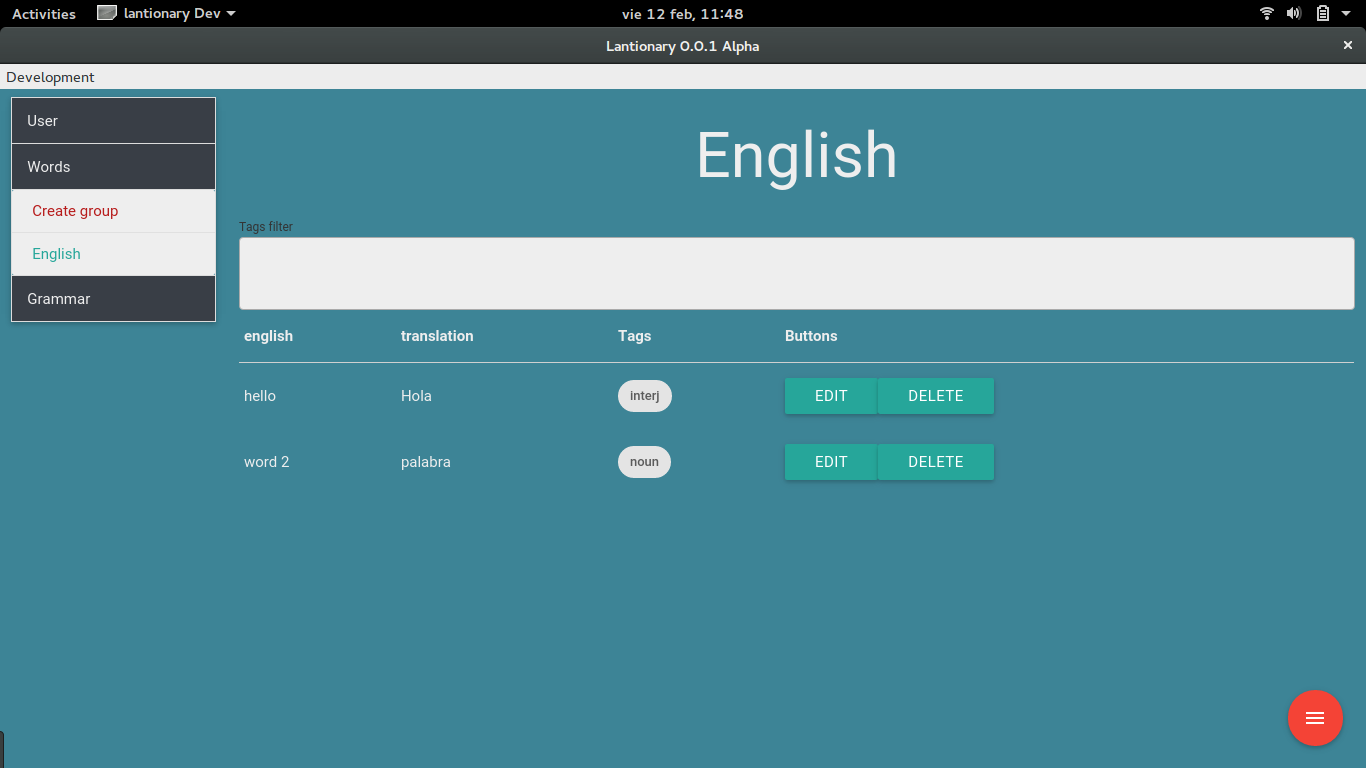 Activities lantionary Dev vie 12 feb, 11:48
Lantionary 0.0.1 Alpha ×
Development
User
Words
Create group
English
Grammar
English
Tags filter
english translation Tags Buttons
hello Hola interj EDIT DELETE
word 2 palabra noun EDIT DELETE